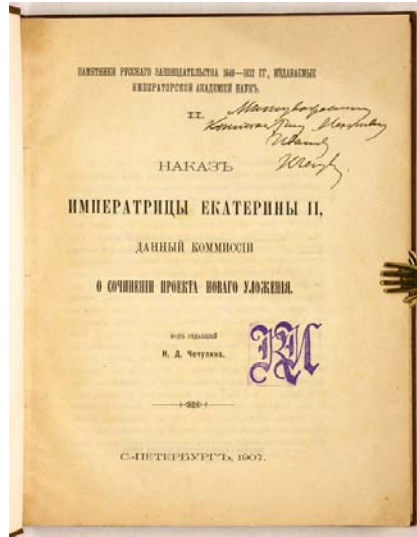 ПАМЯТНИКИ РУССКАГО ЗАКОНОДАТЕЛЬСТВА 1649—1832 ГГ., ИЗДАВАЕМЫЕ
ИМПЕРАТОРСКОЙ АКАДЕМІЕЙ НАУКЪ.
II.
НАКАЗЪ
ИМПЕРАТРИЦЫ ЕКАТЕРИНЫ II,
ДАННЫЙ КОММИССІИ
О СОЧИНЕНІИ ПРОЕКТА НОВАГО УЛОЖЕНІЯ.
ПОДЪ РЕДАКЦІЕЙ
Н. Д. Чечулина.
С.-ПЕТЕРБУРГЪ, 1907.